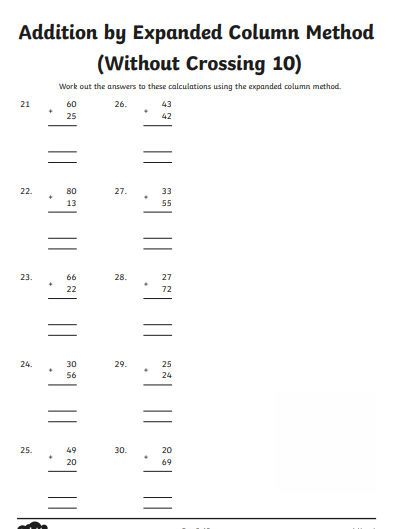 Addition by Expanded Column Method
(Without Crossing 10)
Work out the answers to these calculations using the expanded column method.
21 60 26. 43
+ 25 + 42
22. 80 27. 33
+ 13 + 55
23. 66 28. 27
+ 22 + 72
24. 30 29. 25
+ 56 + 24
25. 49 30. 20
+ 20 + 69